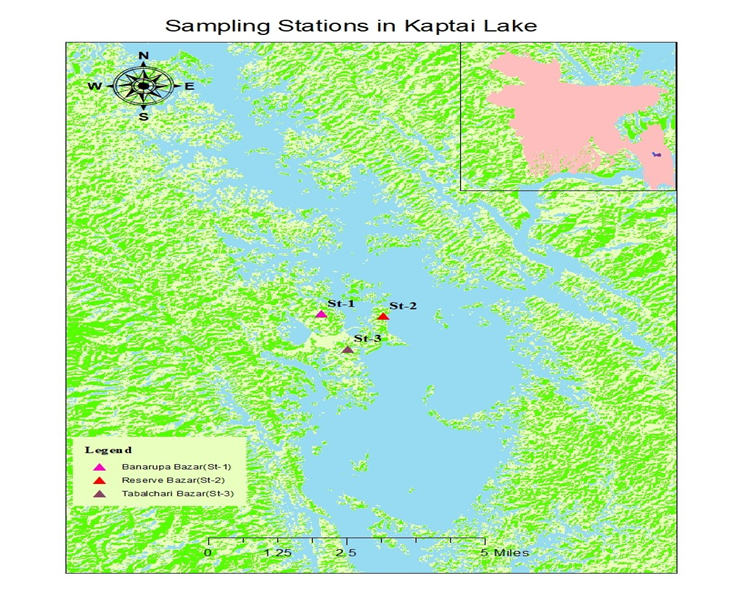 Sampling Stations in Kaptai Lake
N
W E
S
St-1
St-2
St-3
Legend
Banarupa Bazar(St-1)
Reserve Bazar(St-2)
Tabalchari Bazar(St-3)
0 1.25 2.5 5 Miles